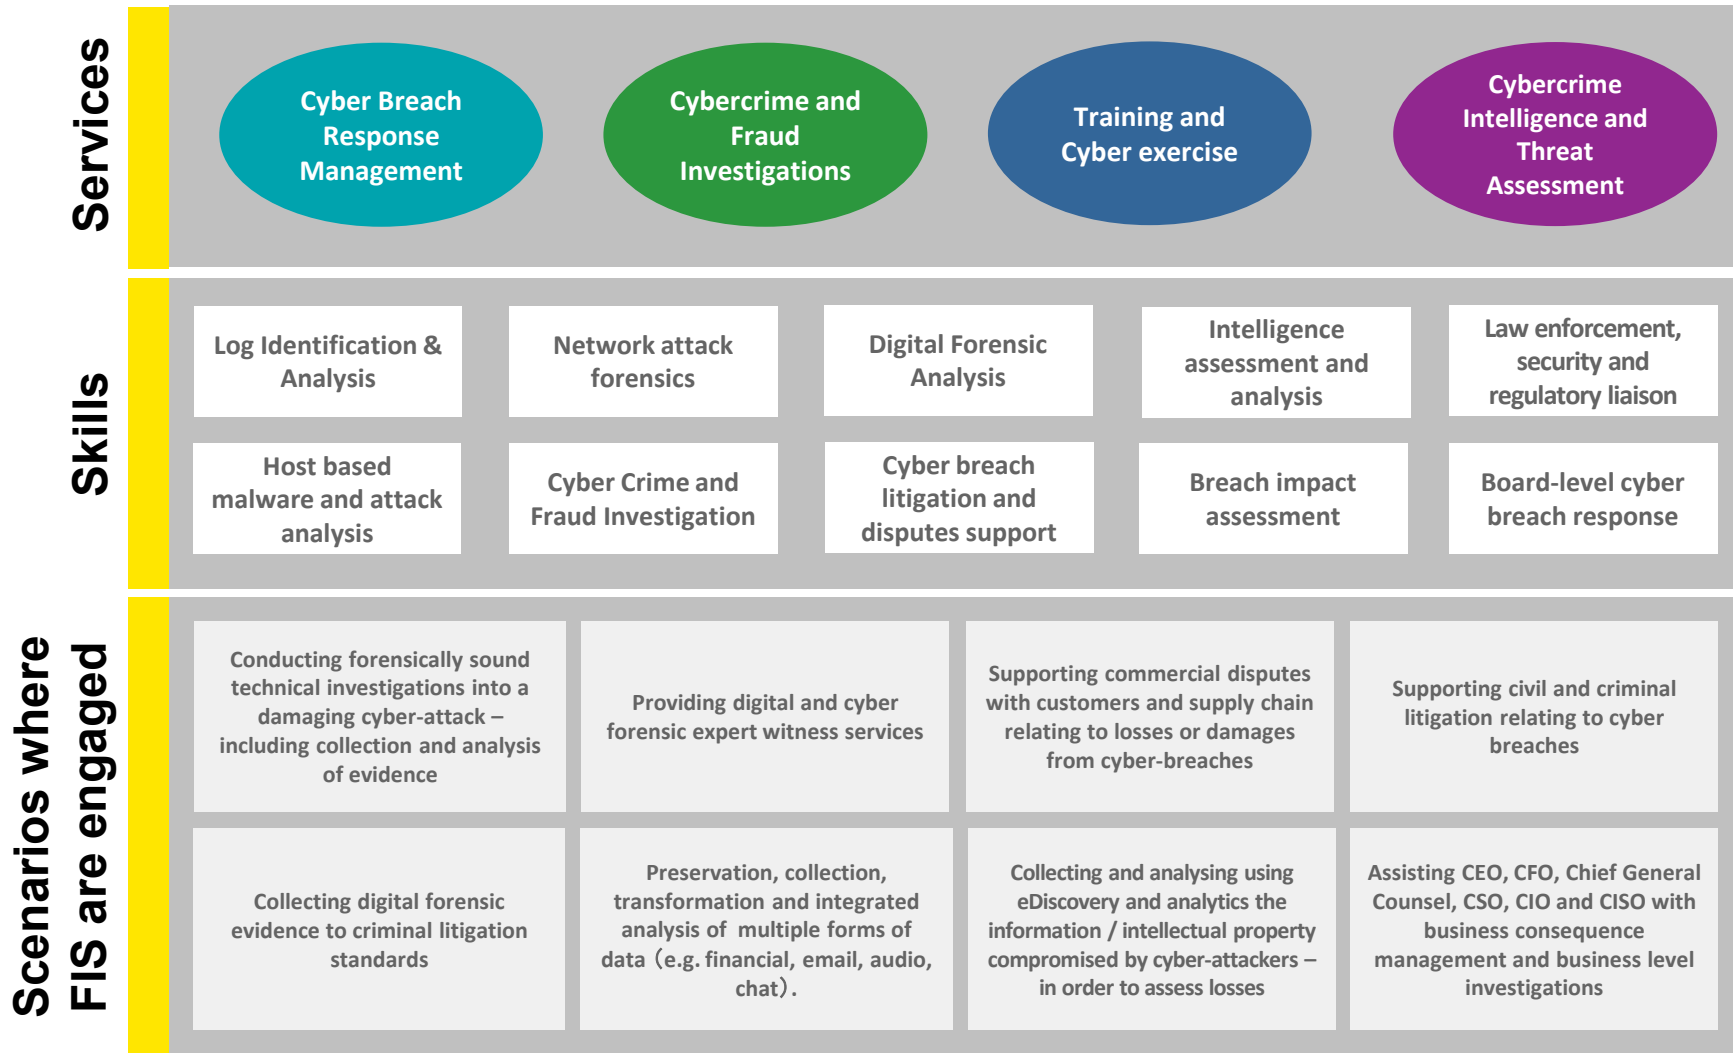 Services
Cyber Breach
Response
Management
Cybercrime and
Fraud
Investigations
Training and
Cyber exercise
Cybercrime
Intelligence and
Threat
Assessment
Skills
Log Identification &
Analysis
Network attack
forensics
Digital Forensic
Analysis
Intelligence
assessment and
analysis
Law enforcement,
security and
regulatory liaison
Host based
malware and attack
analysis
Cyber Crime and
Fraud Investigation
Cyber breach
litigation and
disputes support
Breach impact
assessment
Board-level cyber
breach response
Scenarios where
FIS are engaged
Conducting forensically sound
technical investigations into a
damaging cyber-attack –
including collection and analysis
of evidence
Providing digital and cyber
forensic expert witness services
Supporting commercial disputes
with customers and supply chain
relating to losses or damages
from cyber-breaches
Supporting civil and criminal
litigation relating to cyber
breaches
Collecting digital forensic
evidence to criminal litigation
standards
Preservation, collection,
transformation and integrated
analysis of multiple forms of
data（e.g. financial, email, audio,
chat）.
Collecting and analysing using
eDiscovery and analytics the
information / intellectual property
compromised by cyber-attackers –
in order to assess losses
Assisting CEO, CFO, Chief General
Counsel, CSO, CIO and CISO with
business consequence
management and business level
investigations